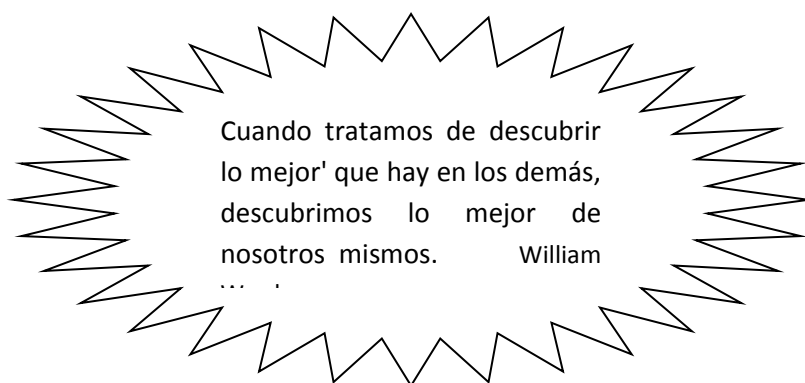 Cuando tratamos de descubrir
lo mejor' que hay en los demás,
descubrimos lo mejor de
nosotros mismos. William